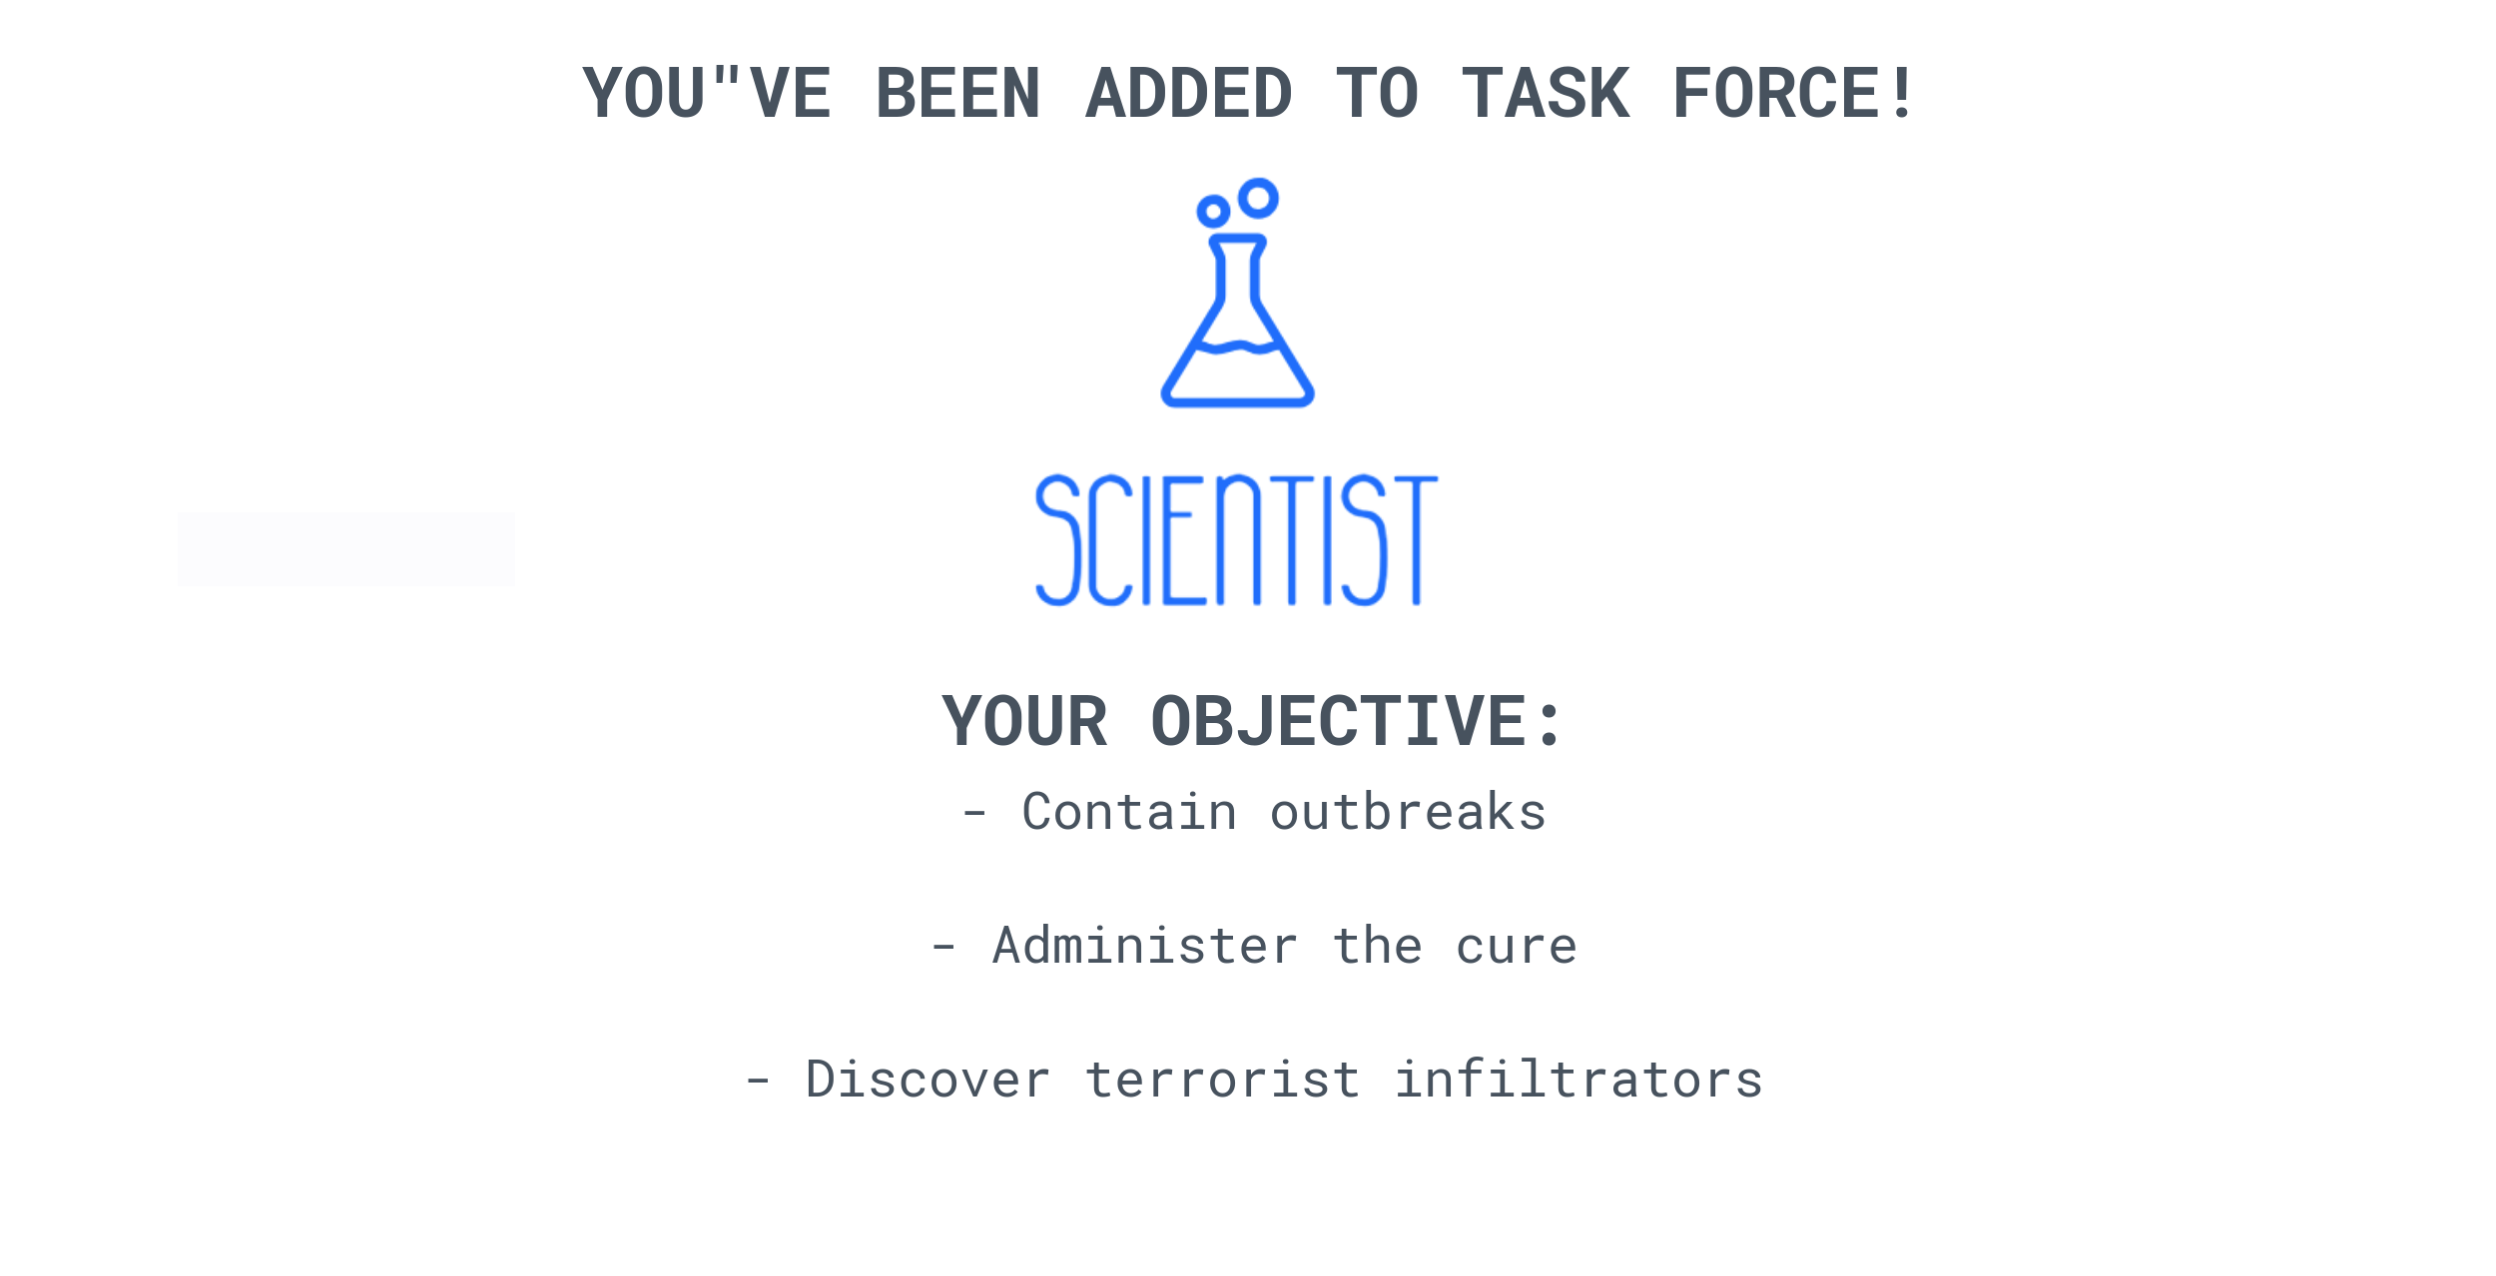 YOU"VE BEEN ADDED TO TASK FORCE!
SCIENTIST
YOUR OBJECTIVE:
- Contain outbreaks
- Administer the cure
- Discover terrorist infiltrators